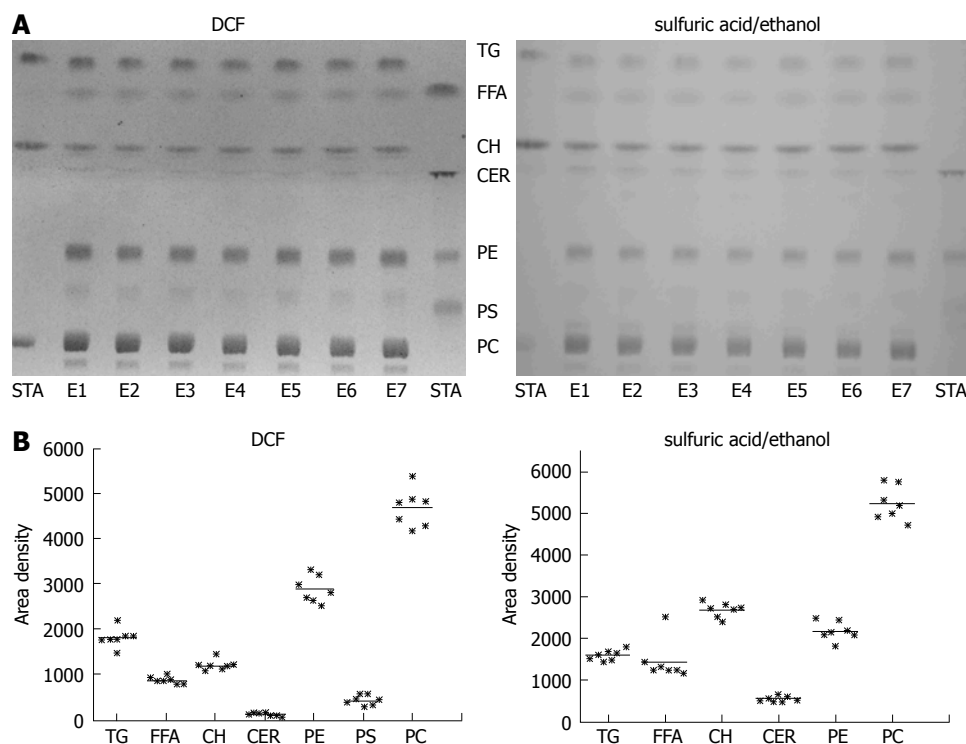 A
DCF
sulfuric acid/ethanol
TG
FFA
CH
CER
PE
PS
PC
STA E1 E2 E3 E4 E5 E6 E7 STA
STA E1 E2 E3 E4 E5 E6 E7 STA
B
DCF
6000
5000
4000
3000
2000
1000
0
Area density
TG FFA CH CER PE PS PC
sulfuric acid/ethanol
6000
5000
4000
3000
2000
1000
0
Area density
TG FFA CH CER PE PC